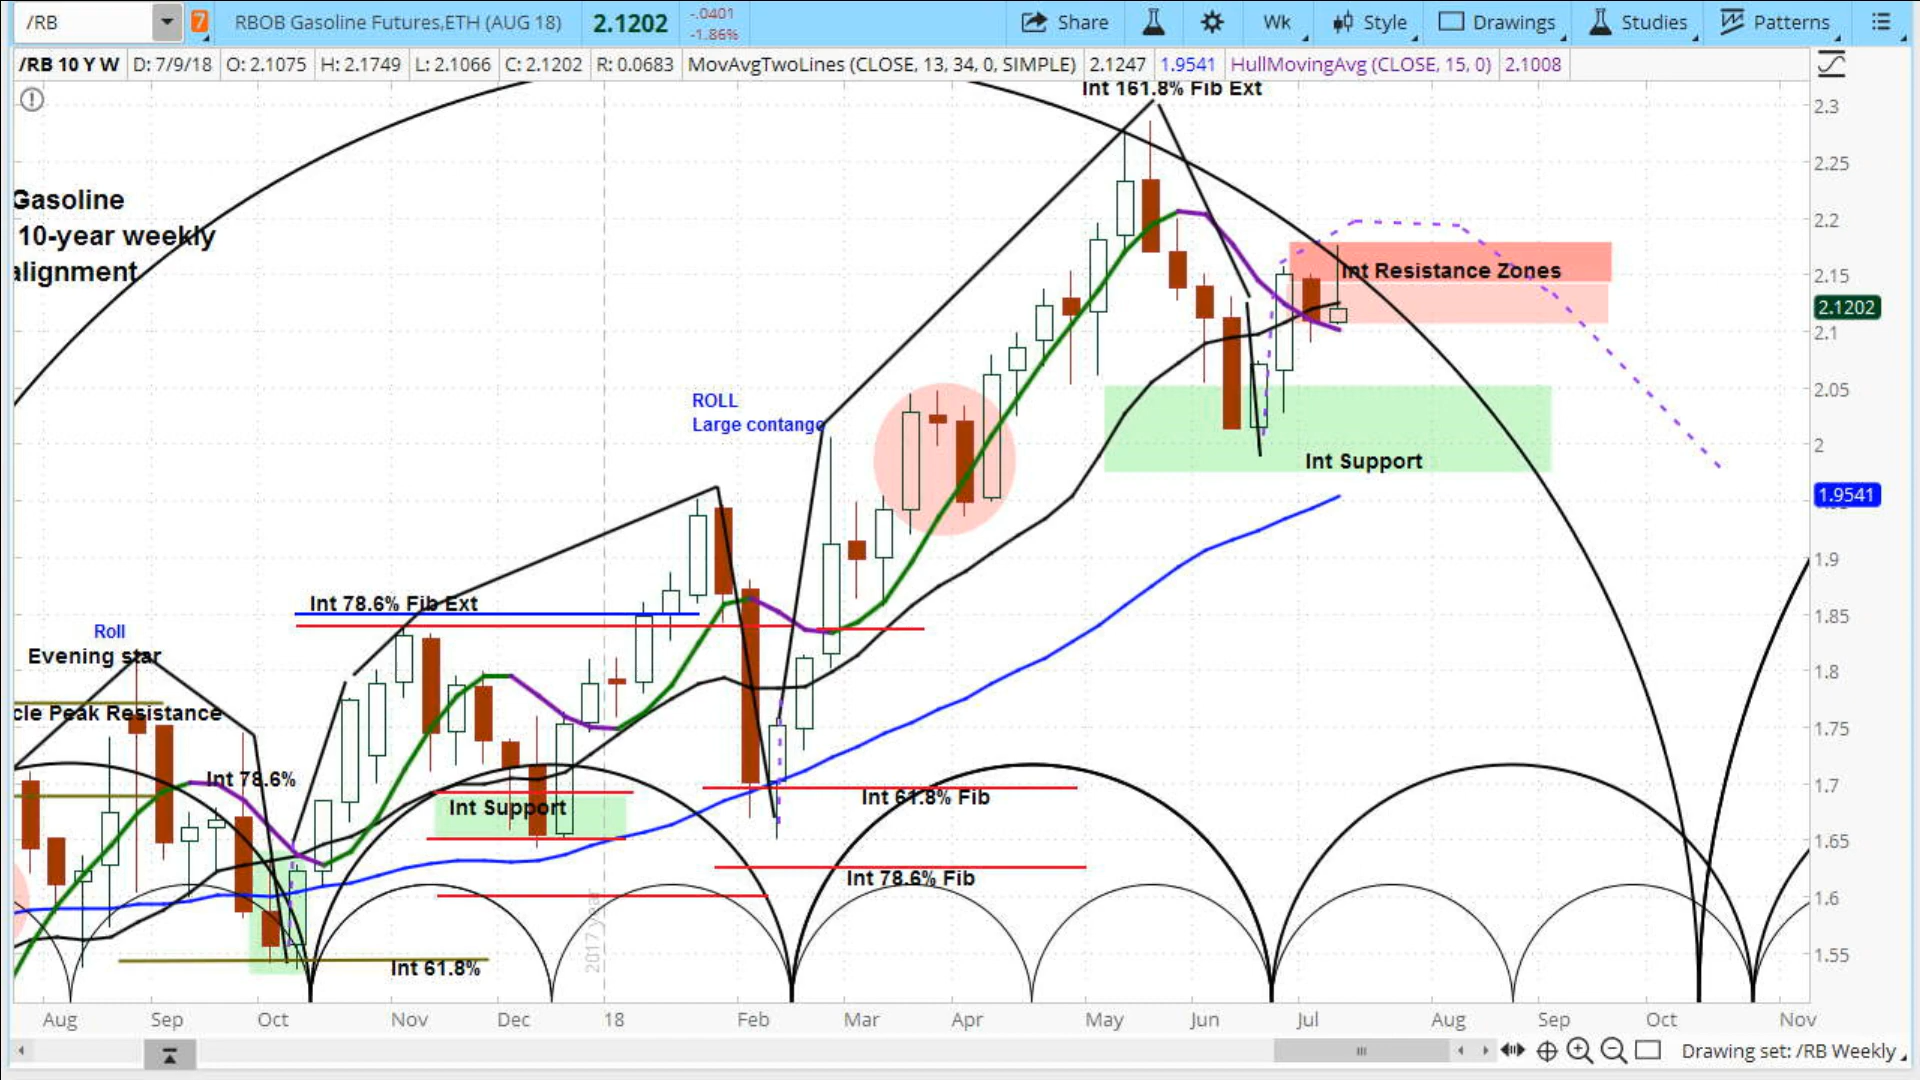 /RB
7
RBOB Gasoline Futures,ETH (AUG 18)
2.1202
-.0401
-1.86%
Share
Wk
Style
Drawings
Studies
Patterns
/RB 10 Y W
D: 7/9/18
O: 2.1075
H: 2.1749
L: 2.1066
C: 2.1202
R: 0.0683
MovAvgTwoLines (CLOSE, 13, 34, 0, SIMPLE)
2.1247
1.9541
HullMovingAvg (CLOSE, 15, 0)
2.1008
Int 161.8% Fib Ext
Gasoline
10-year weekly
alignment
2.3
2.25
2.2
2.15
2.1202
2.1
2.05
2
1.9541
1.9
1.85
1.8
1.75
1.7
1.65
1.6
1.55
Int Resistance Zones
ROLL
Large contango
Int Support
Int 78.6% Fib Ext
Roll
Evening star
cle Peak Resistance
Int 78.6%
Int Support
Int 61.8% Fib
Int 78.6% Fib
Int 61.8%
2017 year
Aug
Sep
Oct
Nov
Dec
18
Feb
Mar
Apr
May
Jun
Jul
Aug
Sep
Oct
Nov
Drawing set: /RB Weekly